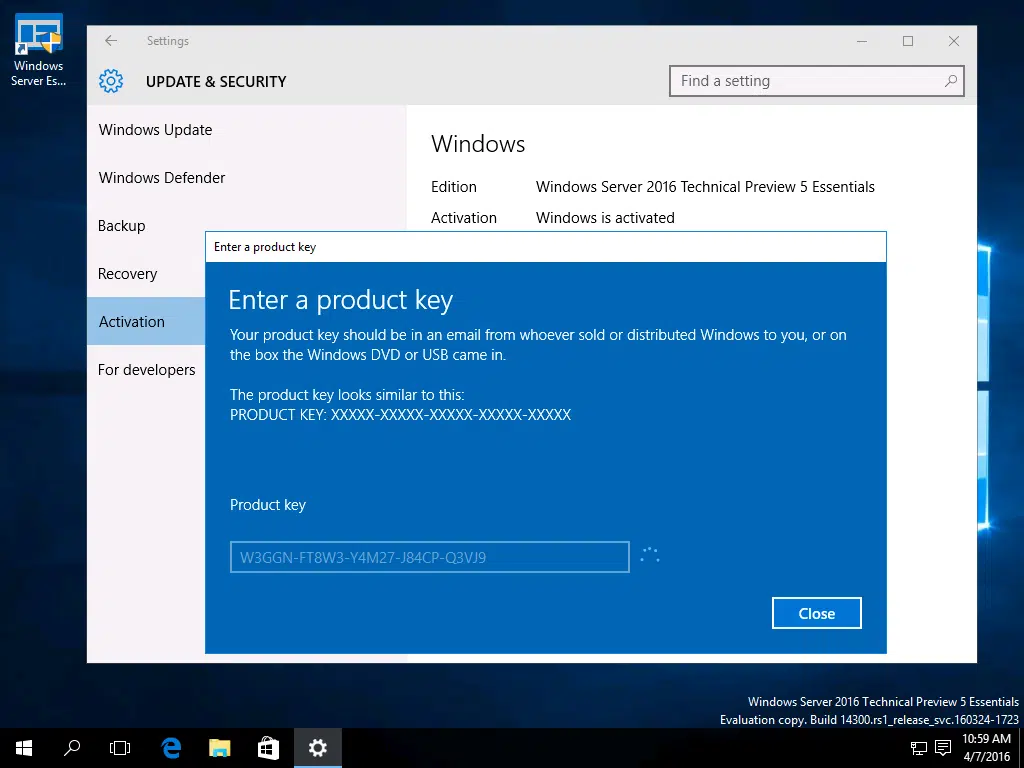 Windows
Server Es...
Settings
UPDATE & SECURITY
Find a setting
Windows Update
Windows Defender
Backup
Recovery
Activation
For developers
Windows
Edition Windows Server 2016 Technical Preview 5 Essentials
Activation Windows is activated
Enter a product key
Enter a product key
Your product key should be in an email from whoever sold or distributed Windows to you, or on
the box the Windows DVD or USB came in.
The product key looks similar to this:
PRODUCT KEY: XXXXX-XXXXX-XXXXX-XXXXX-XXXXX
Product key
W3GGN-FT8W3-Y4M27-J84CP-Q3VJ9
Close
Windows Server 2016 Technical Preview 5 Essentials
Evaluation copy. Build 14300.rs1_release_svc.160324-1723
10:59 AM
4/7/2016